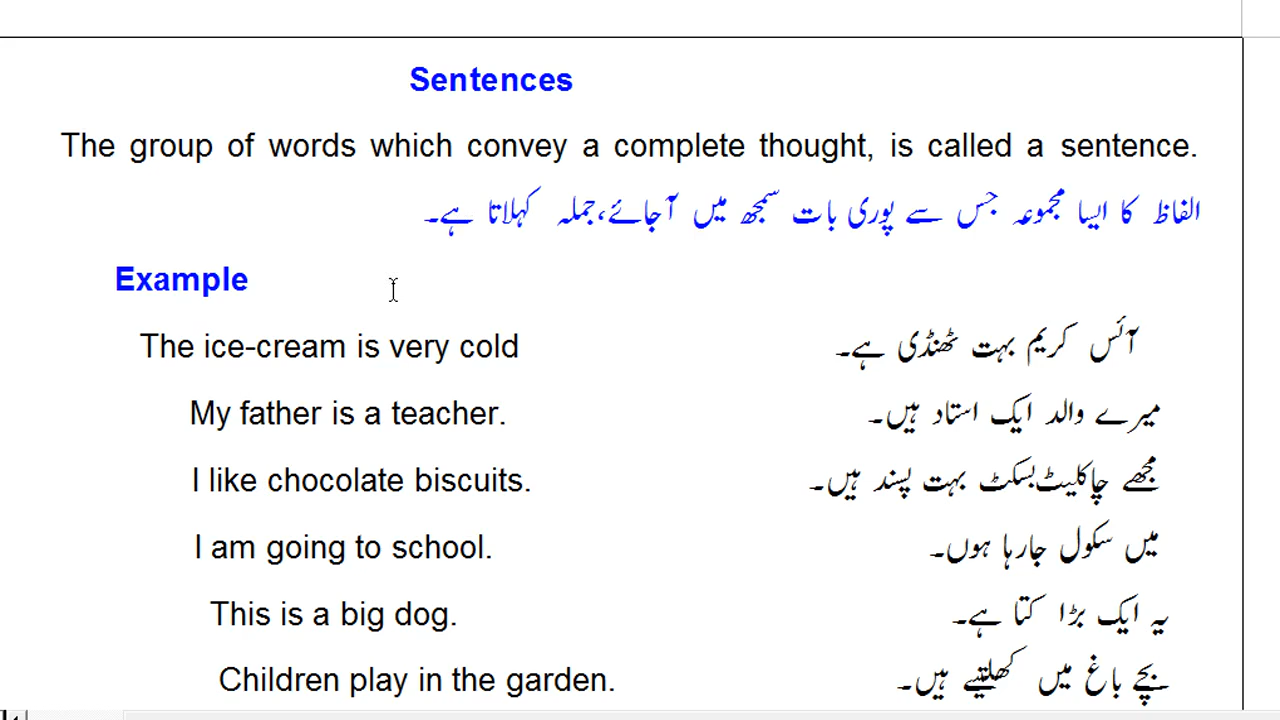 Sentences
The group of words which convey a complete thought, is called a sentence.
الفاظ کا ایسا مجموعہ جس سے پوری بات سمجھ میں آجائے،جملہ کہلاتا ہے۔
Example
The ice-cream is very cold آئس کریم بہت ٹھنڈی ہے۔
My father is a teacher. میرے والد ایک استاد ہیں۔
I like chocolate biscuits. مجھے چاکلیٹ بسکٹ بہت پسند ہیں۔
I am going to school. میں سکول جارہا ہوں۔
This is a big dog. یہ ایک بڑا کتا ہے۔
Children play in the garden. بچے باغ میں کھلیتیے ہیں۔